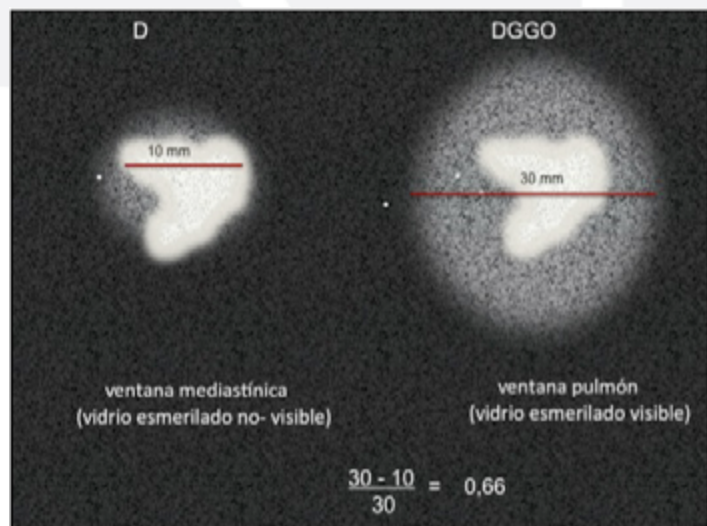 D
DGGO
10 mm
30 mm
ventana mediastínica
(vidrio esmerilado no- visible)
ventana pulmón
(vidrio esmerilado visible)
30 - 10
30
= 0,66